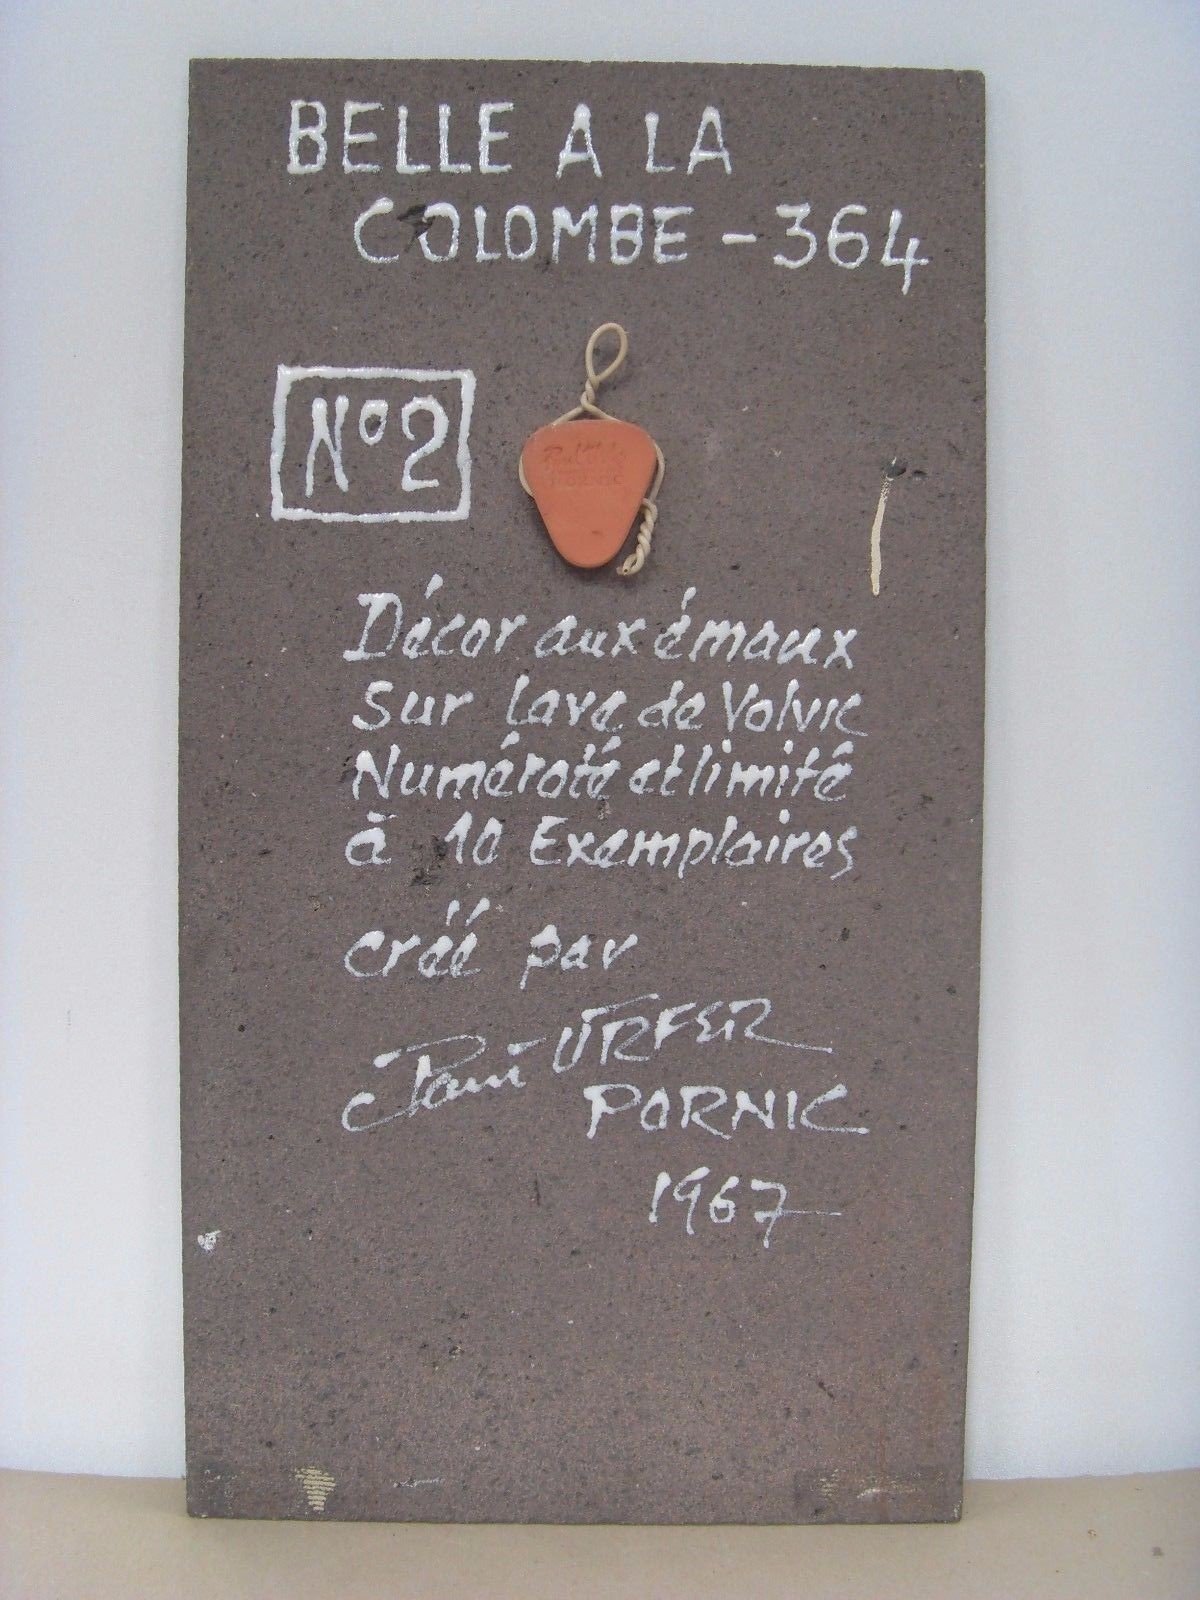 BELLE A LA
COLOMBE - 364
N° 2
PORNIC
Décor aux émaux
Sur lave de Volvic
Numéroté et limité
à 10 Exemplaires
créé par
Paul URFER
PORNIC
1967